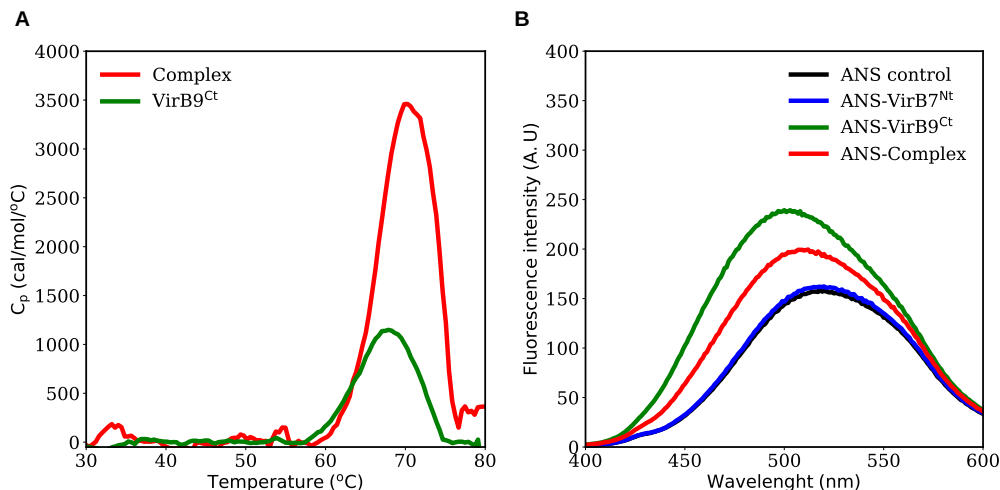 A
4000
3500
3000
2500
2000
1500
1000
500
0
Cp (cal/mol/ºC)
Complex
VirB9Ct
30 40 50 60 70 80
Temperature (ºC)
B
400
350
300
250
200
150
100
50
0
Fluorescence intensity (A. U)
ANS control
ANS-VirB7Nt
ANS-VirB9Ct
ANS-Complex
400 450 500 550 600
Wavelenght (nm)